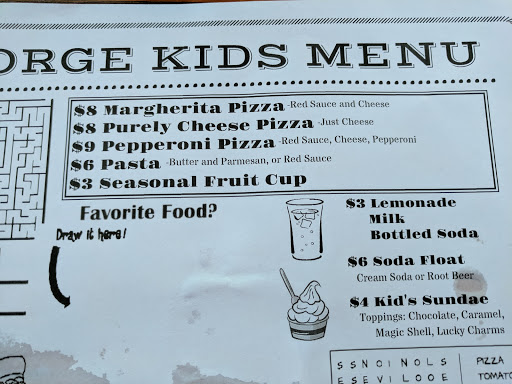 ORGE KIDS MENU
$8 Margherita Pizza -Red Sauce and Cheese
$8 Purely Cheese Pizza -Just Cheese
$9 Pepperoni Pizza -Red Sauce, Cheese, Pepperoni
$6 Pasta -Butter and Parmesan, or Red Sauce
$3 Seasonal Fruit Cup
Favorite Food?
Draw it here!
$3 Lemonade
Milk
Bottled Soda
$6 Soda Float
Cream Soda or Root Beer
$4 Kid's Sundae
Toppings: Chocolate, Caramel,
Magic Shell, Lucky Charms
S S N O I N O L S
E S E V I L O O E
PIZZA
TOMATO